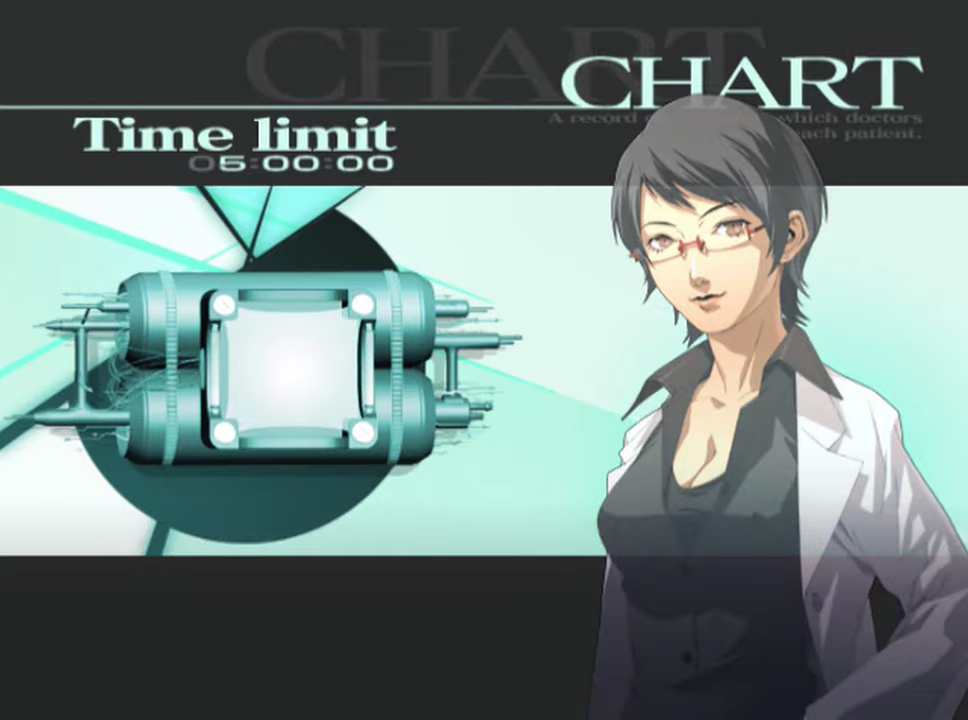 CHART
CHART
A record which doctors
each patient.
Time limit
05:00:00